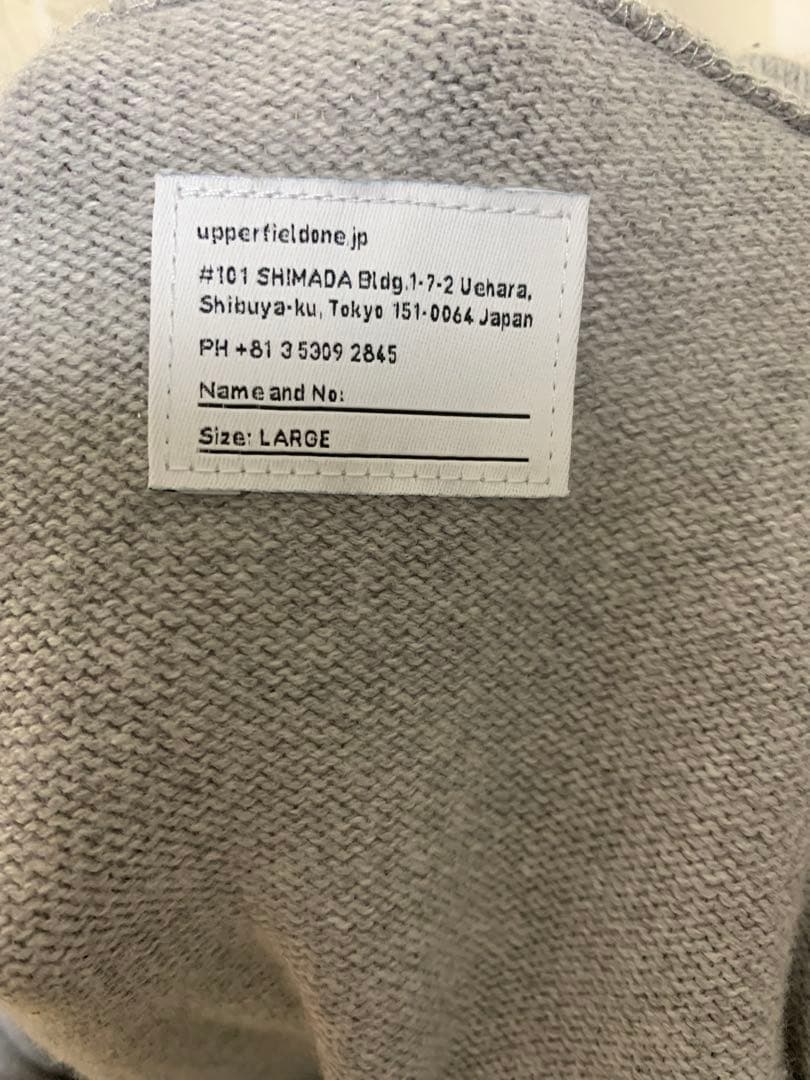 upperfieldone.jp
#101 SHIMADA Bldg.1-7-2 Uehara,
Shibuya-ku, Tokyo 151-0064 Japan
PH +81 3 5309 2845
Name and No:
Size: LARGE